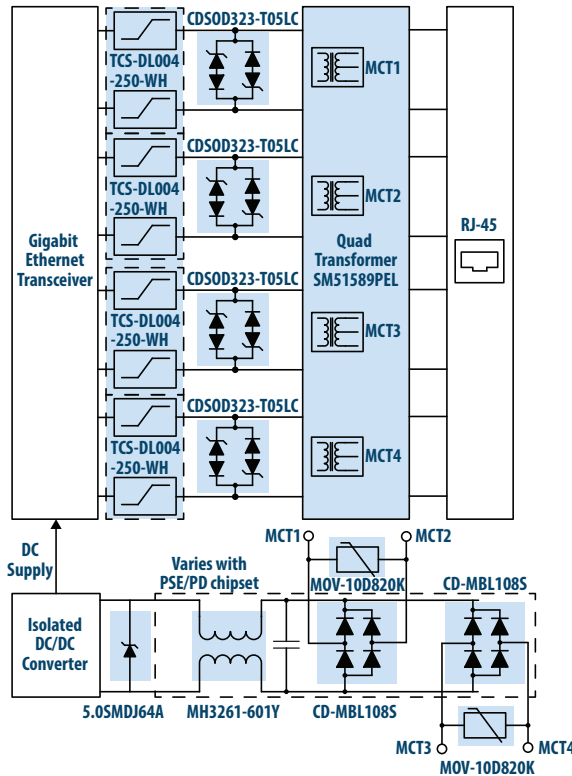 CDSOD323-T05LC
TCS-DL004
-250-WH
MCT1
CDSOD323-T05LC
TCS-DL004
-250-WH
MCT2
Gigabit
Ethernet
Transceiver
Quad
Transformer
SM51589PEL
RJ-45
CDSOD323-T05LC
TCS-DL004
-250-WH
MCT3
CDSOD323-T05LC
TCS-DL004
-250-WH
MCT4
DC
Supply
MCT1
MCT2
Varies with
PSE/PD chipset
MOV-10D820K
CD-MBL108S
Isolated
DC/DC
Converter
5.0SMDJ64A
MH3261-601Y
CD-MBL108S
MCT3
MCT4
MOV-10D820K